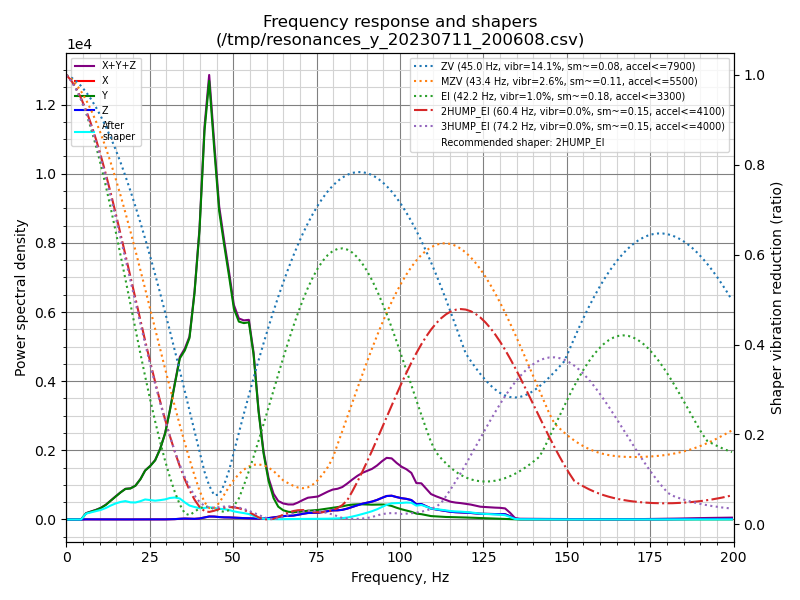 Frequency response and shapers
(/tmp/resonances_y_20230711_200608.csv)
1e4
X+Y+Z
X
Y
Z
After
shaper
ZV (45.0 Hz, vibr=14.1%, sm~=0.08, accel<=7900)
MZV (43.4 Hz, vibr=2.6%, sm~=0.11, accel<=5500)
EI (42.2 Hz, vibr=1.0%, sm~=0.18, accel<=3300)
2HUMP_EI (60.4 Hz, vibr=0.0%, sm~=0.15, accel<=4100)
3HUMP_EI (74.2 Hz, vibr=0.0%, sm~=0.15, accel<=4000)
Recommended shaper: 2HUMP_EI
Power spectral density
1.2
1.0
0.8
0.6
0.4
0.2
0.0
1.0
0.8
0.6
0.4
0.2
0.0
Shaper vibration reduction (ratio)
0 25 50 75 100 125 150 175 200
Frequency, Hz